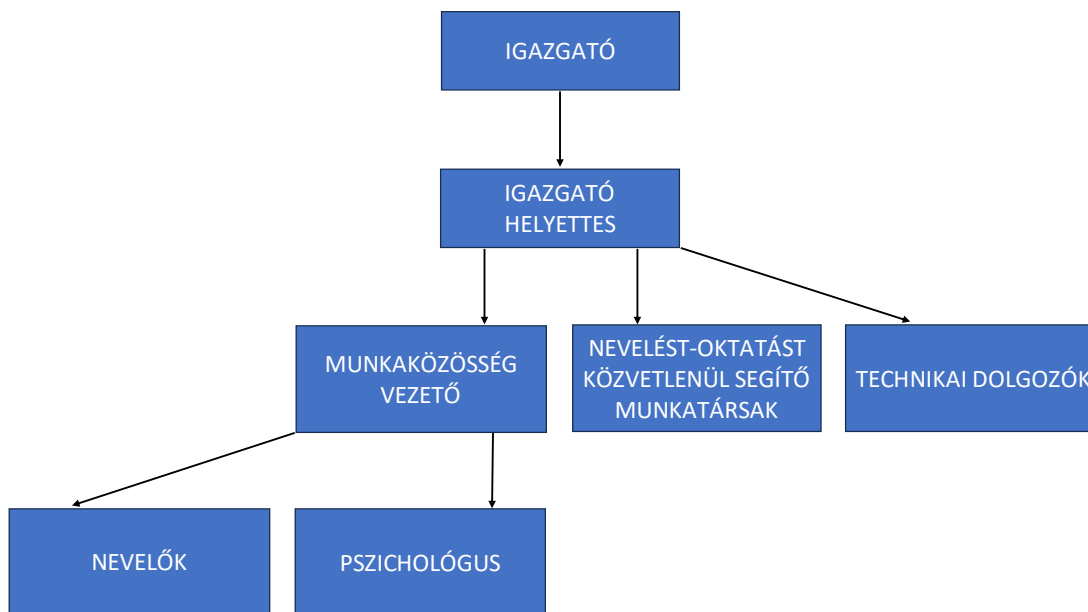 IGAZGATÓ
IGAZGATÓ
HELYETTES
MUNKAKÖZÖSSÉG
VEZETŐ
NEVELÉST-OKTATÁST
KÖZVETLENÜL SEGÍTŐ
MUNKATÁRSAK
TECHNIKAI DOLGOZÓK
NEVELŐK
PSZICHOLÓGUS